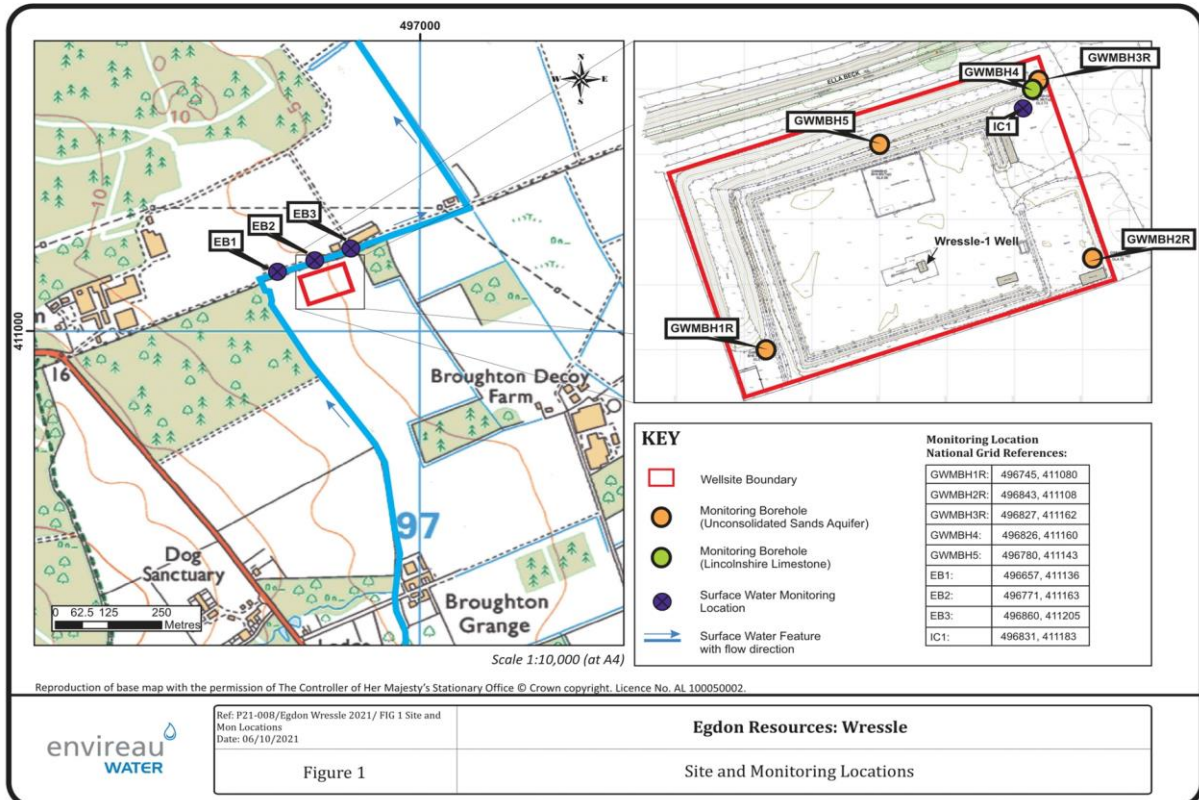 497000
411000
10
10
5
W E
N
S
EB1
EB2
EB3
16
Broughton Decoy
Farm
97
Dog
Sanctuary
Broughton
Grange
0 62.5 125 250
Metres
Scale 1:10,000 (at A4)
ELLA BECK
GWMBH3R
GWMBH4
IC1
GWMBH5
GWMBH2R
Wressle-1 Well
GWMBH1R
KEY
Wellsite Boundary
Monitoring Borehole
(Unconsolidated Sands Aquifer)
Monitoring Borehole
(Lincolnshire Limestone)
Surface Water Monitoring
Location
Surface Water Feature
with flow direction
Monitoring Location
National Grid References:
GWMBH1R: 496745, 411080
GWMBH2R: 496843, 411108
GWMBH3R: 496827, 411162
GWMBH4: 496826, 411160
GWMBH5: 496780, 411143
EB1: 496657, 411136
EB2: 496771, 411163
EB3: 496860, 411205
IC1: 496831, 411183
Reproduction of base map with the permission of The Controller of Her Majesty's Stationary Office © Crown copyright. Licence No. AL 100050002.
envireau
WATER
Ref: P21-008/Egdon Wressle 2021/ FIG 1 Site and
Mon Locations
Date: 06/10/2021
Figure 1
Egdon Resources: Wressle
Site and Monitoring Locations